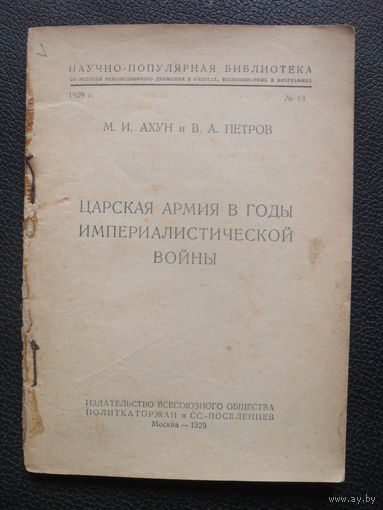 НАУЧНО-ПОПУЛЯРНАЯ БИБЛИОТЕКА
ПО ИСТОРИИ РЕВОЛЮЦИОННОГО ДВИЖЕНИЯ В ОЧЕРКАХ, ВОСПОМИНАНИЯХ И БИОГРАФИЯХ
1929 г. № 13
М. И. АХУН и В. А. ПЕТРОВ
ЦАРСКАЯ АРМИЯ В ГОДЫ
ИМПЕРИАЛИСТИЧЕСКОЙ
ВОЙНЫ
ИЗДАТЕЛЬСТВО ВСЕСОЮЗНОГО ОБЩЕСТВА
ПОЛИТКАТОРЖАН и СС.-ПОСЕЛЕНЦЕВ
Москва — 1929
www.ay.by